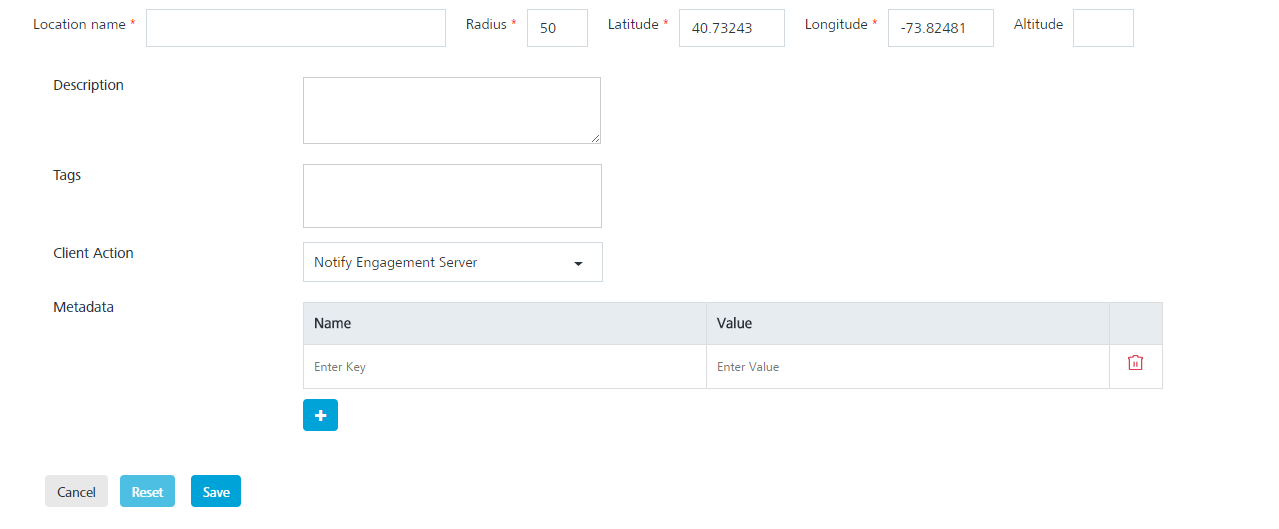 Location name * Radius * 50 Latitude * 40.73243 Longitude * -73.82481 Altitude
Description
Tags
Client Action Notify Engagement Server
Metadata
Name Value
Enter Key Enter Value
Cancel Reset Save